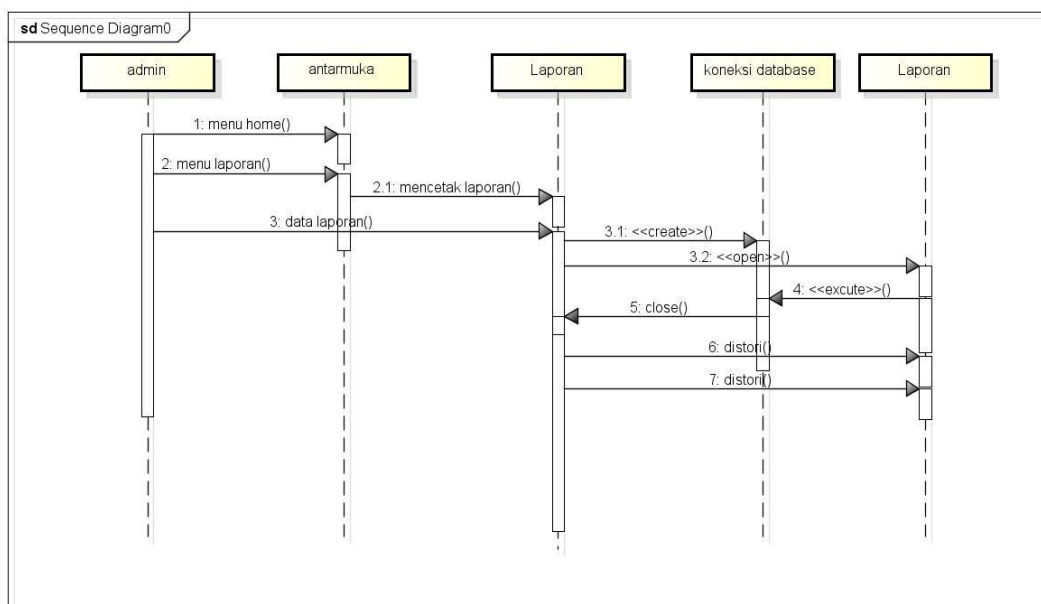 sd Sequence Diagram0
admin
antarmuka
Laporan
koneksi database
Laporan
1: menu home()
2: menu laporan()
2.1: mencetak laporan()
3: data laporan()
3.1: <<create>>()
3.2: <<open>>()
4: <<excute>>()
5: close()
6: distori()
7: distori()